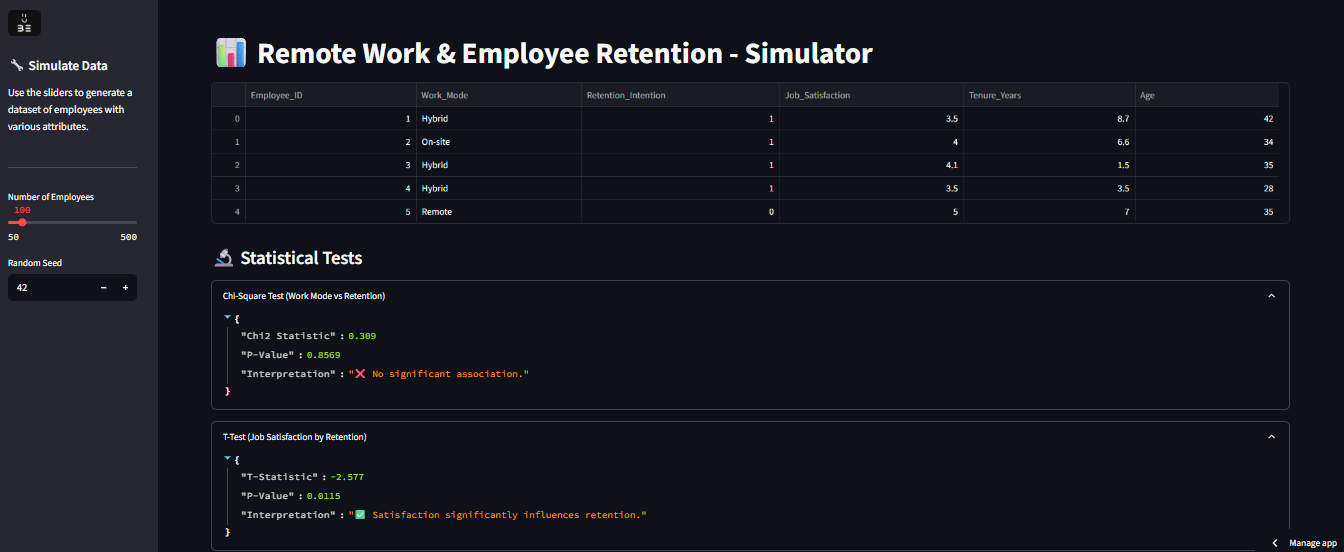 BE
Simulate Data
Use the sliders to generate a
dataset of employees with
various attributes.
Number of Employees
100
50 500
Random Seed
42 − +
Remote Work & Employee Retention - Simulator
Employee_ID Work_Mode Retention_Intention Job_Satisfaction Tenure_Years Age
0 1 Hybrid 1 3.5 8.7 42
1 2 On-site 1 4 6.6 34
2 3 Hybrid 1 4.1 1.5 35
3 4 Hybrid 1 3.5 3.5 28
4 5 Remote 0 5 7 35
Statistical Tests
Chi-Square Test (Work Mode vs Retention)
{
"Chi2 Statistic" : 0.309
"P-Value" : 0.8569
"Interpretation" : "❌ No significant association."
}
T-Test (Job Satisfaction by Retention)
{
"T-Statistic" : -2.577
"P-Value" : 0.0115
"Interpretation" : "✅ Satisfaction significantly influences retention."
}
Manage app